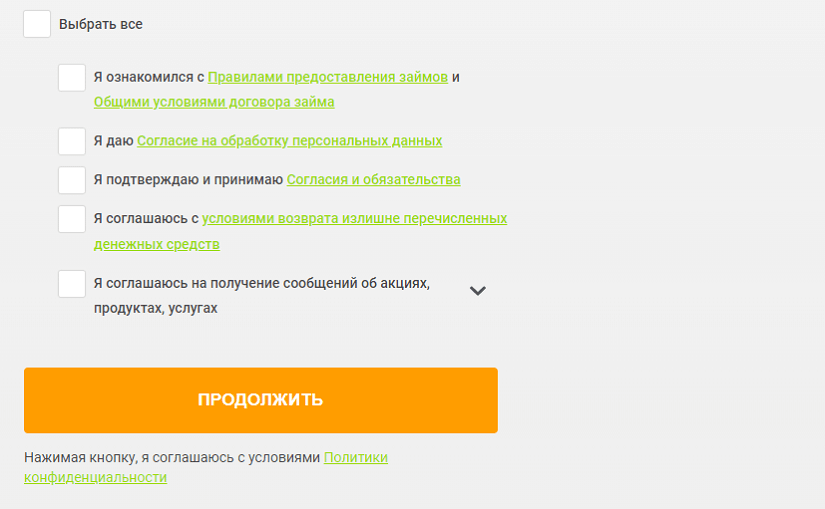 Выбрать все
Я ознакомился с Правилами предоставления займов и
Общими условиями договора займа
Я даю Согласие на обработку персональных данных
Я подтверждаю и принимаю Согласия и обязательства
Я соглашаюсь с условиями возврата излишне перечисленных
денежных средств
Я соглашаюсь на получение сообщений об акциях,
продуктах, услугах
ПРОДОЛЖИТЬ
Нажимая кнопку, я соглашаюсь с условиями Политики
конфиденциальности